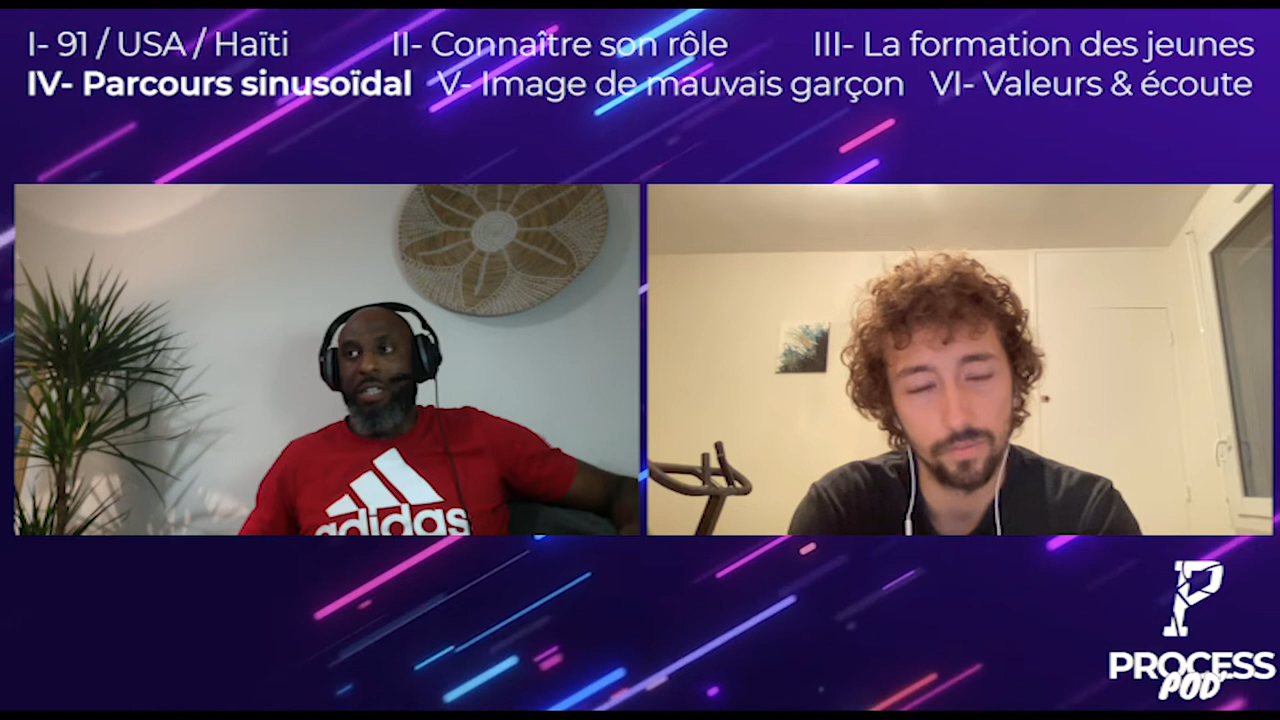 I- 91 / USA / Haïti II- Connaître son rôle III- La formation des jeunes
IV- Parcours sinusoïdal V- Image de mauvais garçon VI- Valeurs & écoute
adidas
P
PROCESS
POD'